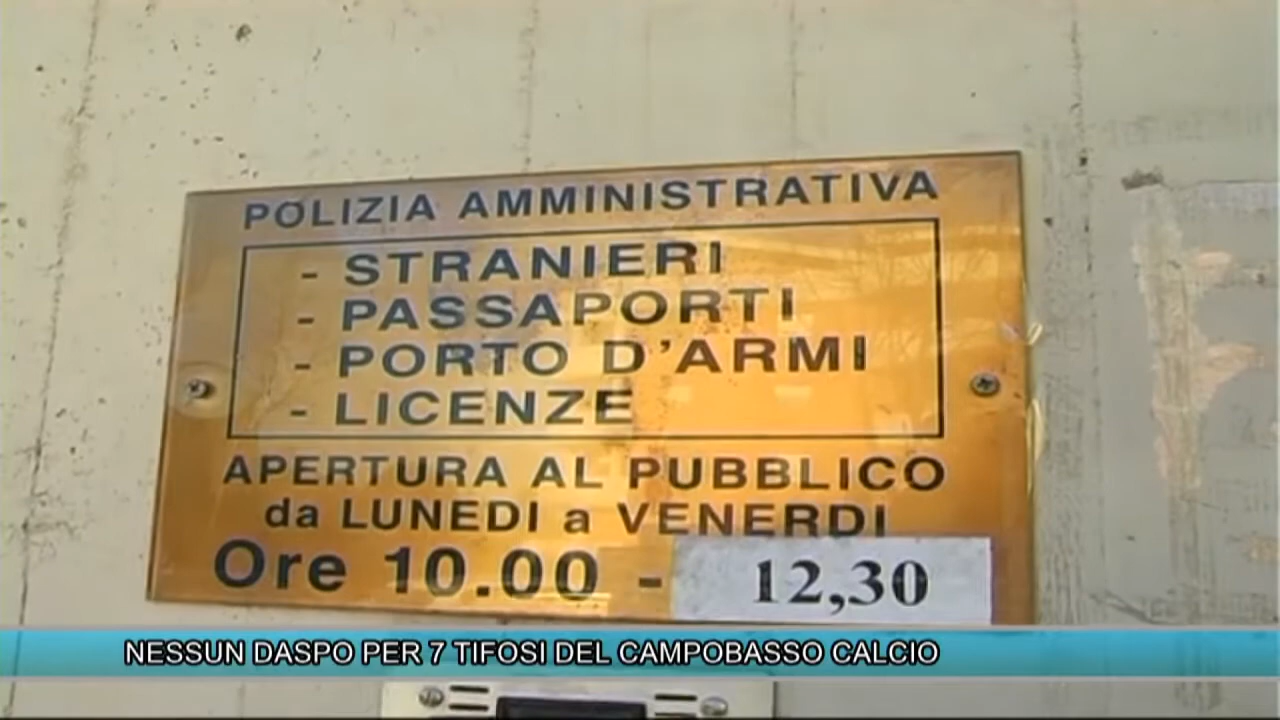 POLIZIA AMMINISTRATIVA
- STRANIERI
- PASSAPORTI
- PORTO D'ARMI
- LICENZE
APERTURA AL PUBBLICO
da LUNEDI a VENERDI
Ore 10.00 - 12,30
NESSUN DASPO PER 7 TIFOSI DEL CAMPOBASSO CALCIO